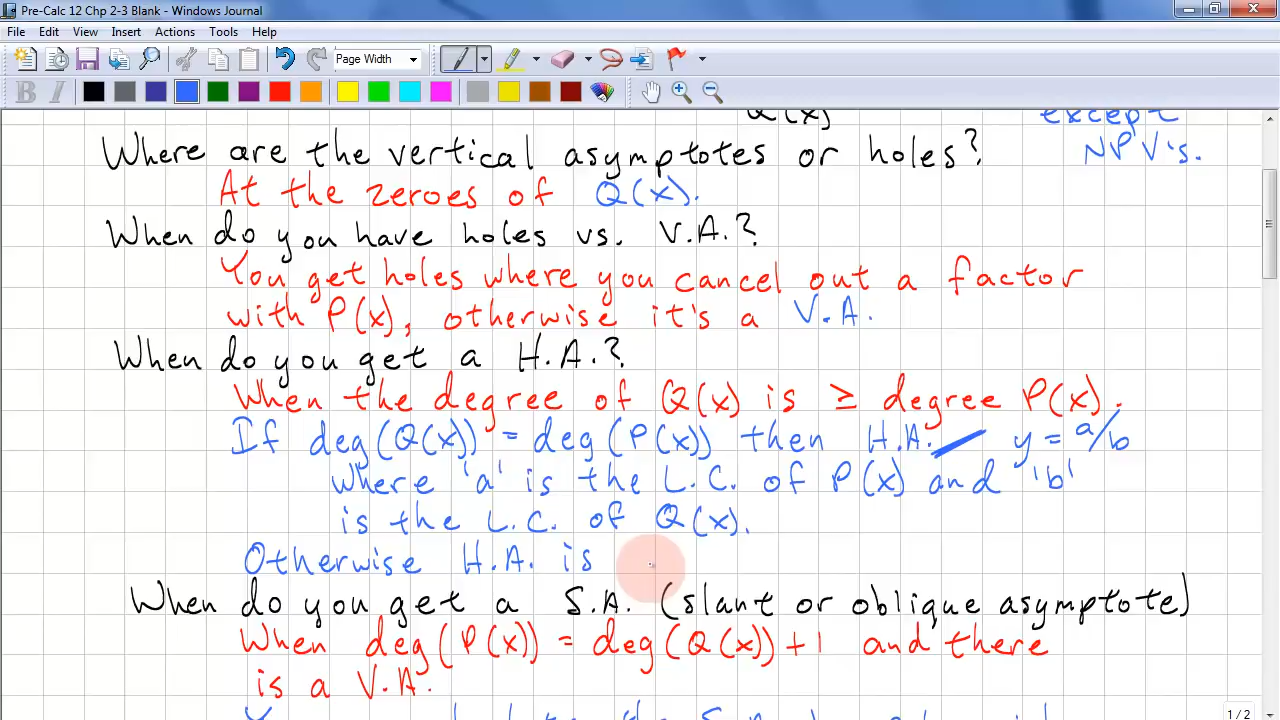 Pre-Calc 12 Chp 2-3 Blank - Windows Journal
File Edit View Insert Actions Tools Help
Page Width
B I
Q(x) except
Where are the vertical asymptotes or holes? NPV's.
At the zeroes of Q(x).
When do you have holes vs. V.A.?
You get holes where you cancel out a factor
with P(x), otherwise it's a V.A.
When do you get a H.A.?
When the degree of Q(x) is ≥ degree P(x).
If deg(Q(x)) = deg(P(x)) then H.A. y = a/b
where 'a' is the L.C. of P(x) and 'b'
is the L.C. of Q(x).
Otherwise H.A. is
When do you get a S.A. (slant or oblique asymptote)
When deg(P(x)) = deg(Q(x)) + 1 and there
is a V.A.
1 / 2